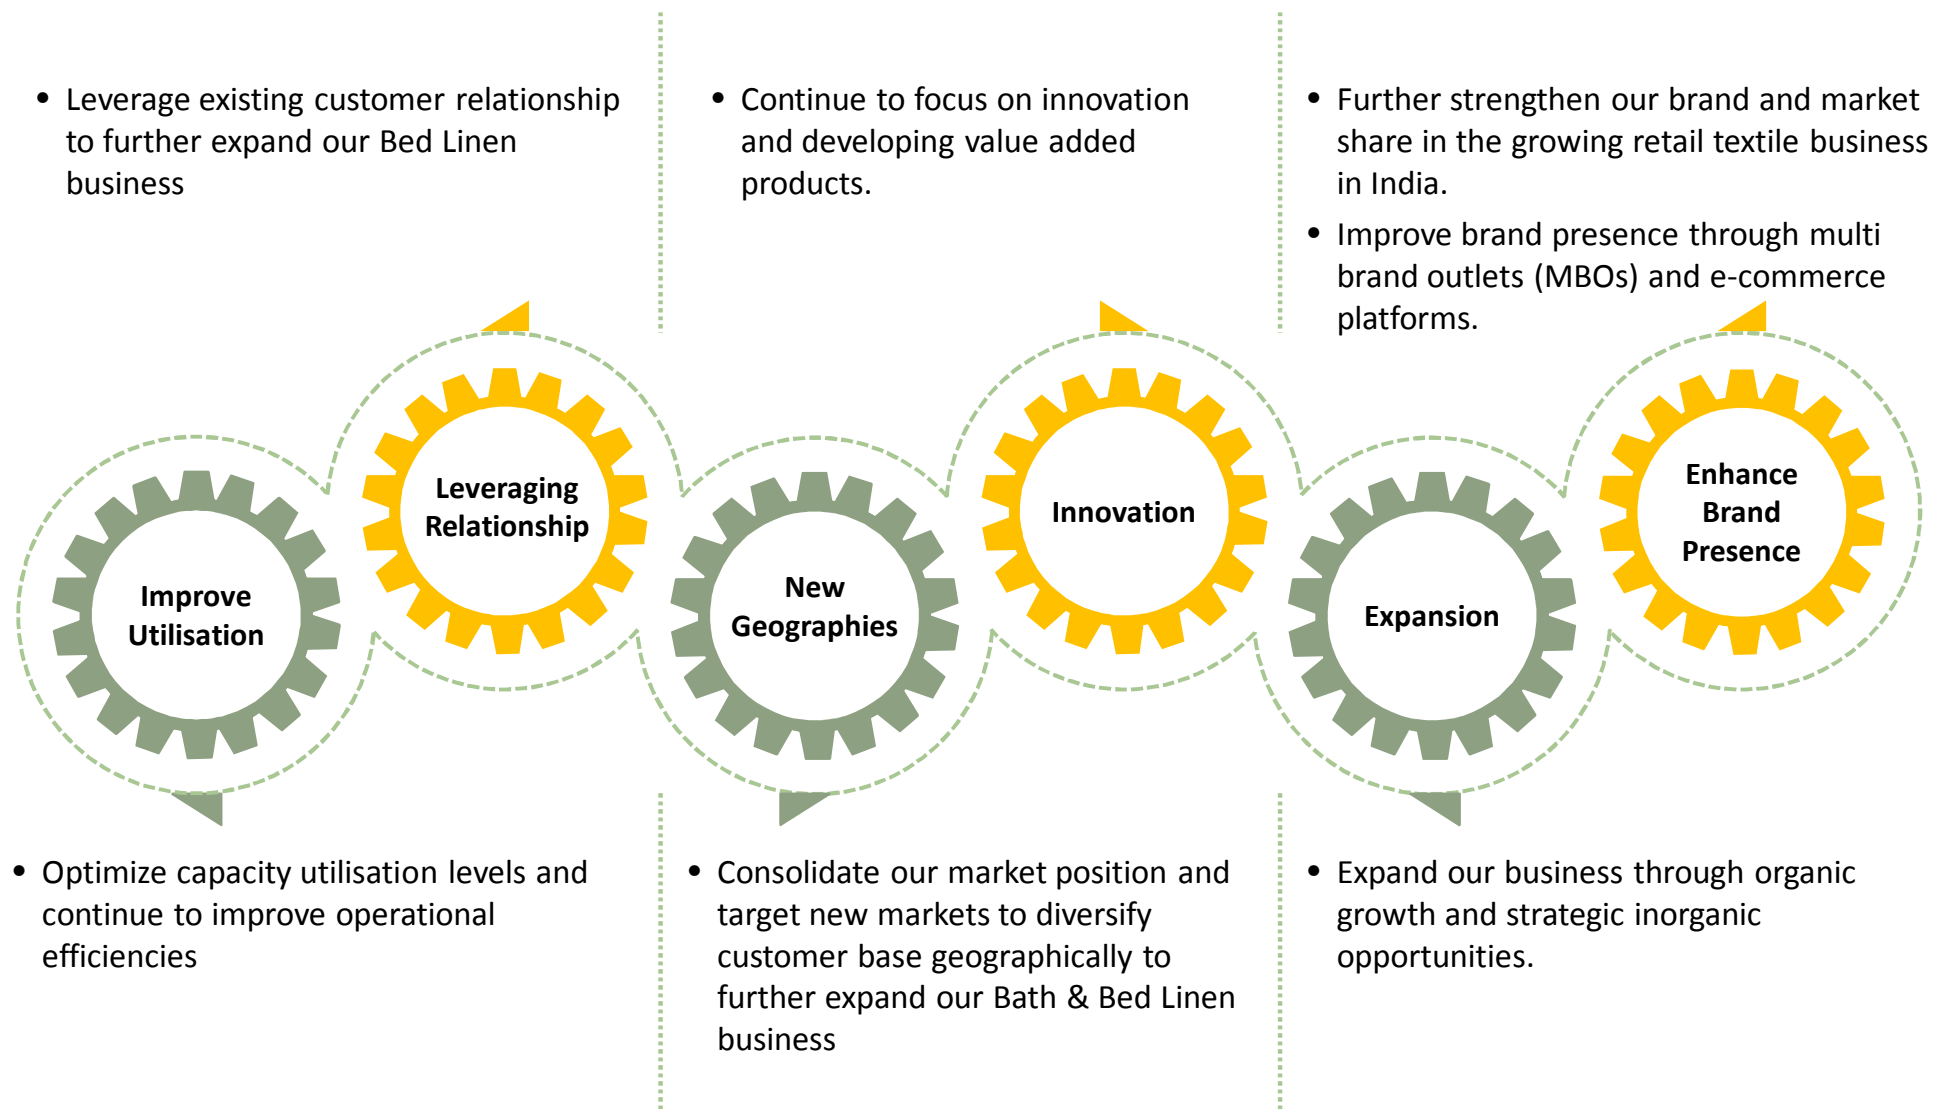 • Leverage existing customer relationship
to further expand our Bed Linen
business
• Continue to focus on innovation
and developing value added
products.
• Further strengthen our brand and market
share in the growing retail textile business
in India.
• Improve brand presence through multi
brand outlets (MBOs) and e-commerce
platforms.
Improve
Utilisation
Leveraging
Relationship
New
Geographies
Innovation
Expansion
Enhance
Brand
Presence
• Optimize capacity utilisation levels and
continue to improve operational
efficiencies
• Consolidate our market position and
target new markets to diversify
customer base geographically to
further expand our Bath & Bed Linen
business
• Expand our business through organic
growth and strategic inorganic
opportunities.